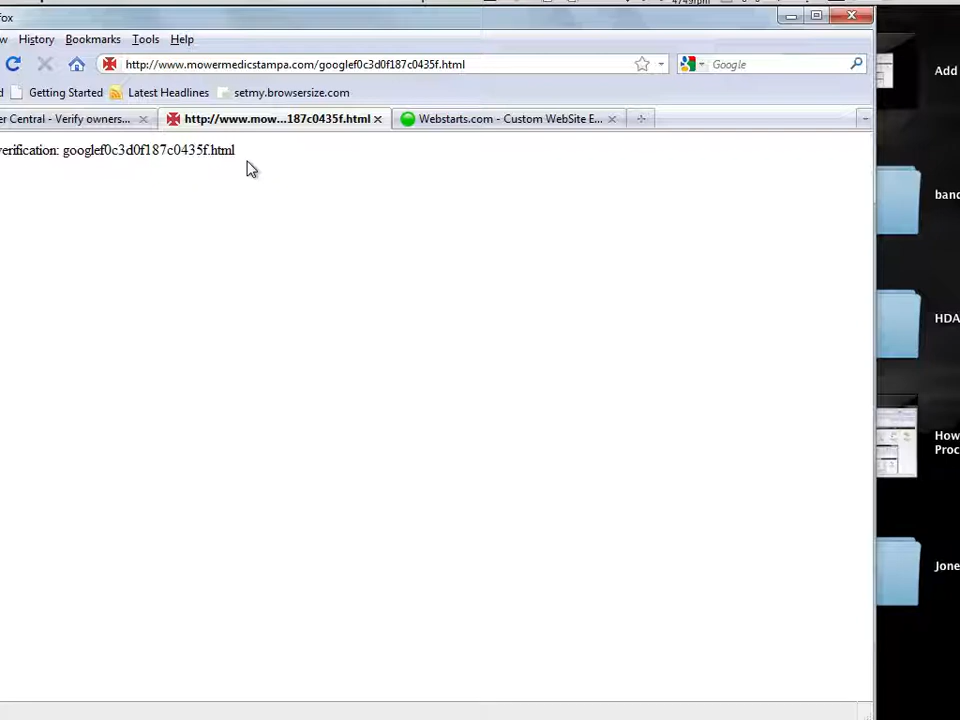 fox
w History Bookmarks Tools Help
http://www.mowermedicstampa.com/googlef0c3d0f187c0435f.html
Google
Getting Started Latest Headlines setmy.browsersize.com
er Central - Verify owners... http://www.mow...187c0435f.html Webstarts.com - Custom WebSite E...
verification: googlef0c3d0f187c0435f.html
Add
banc
HDA
How
Proc
Jone